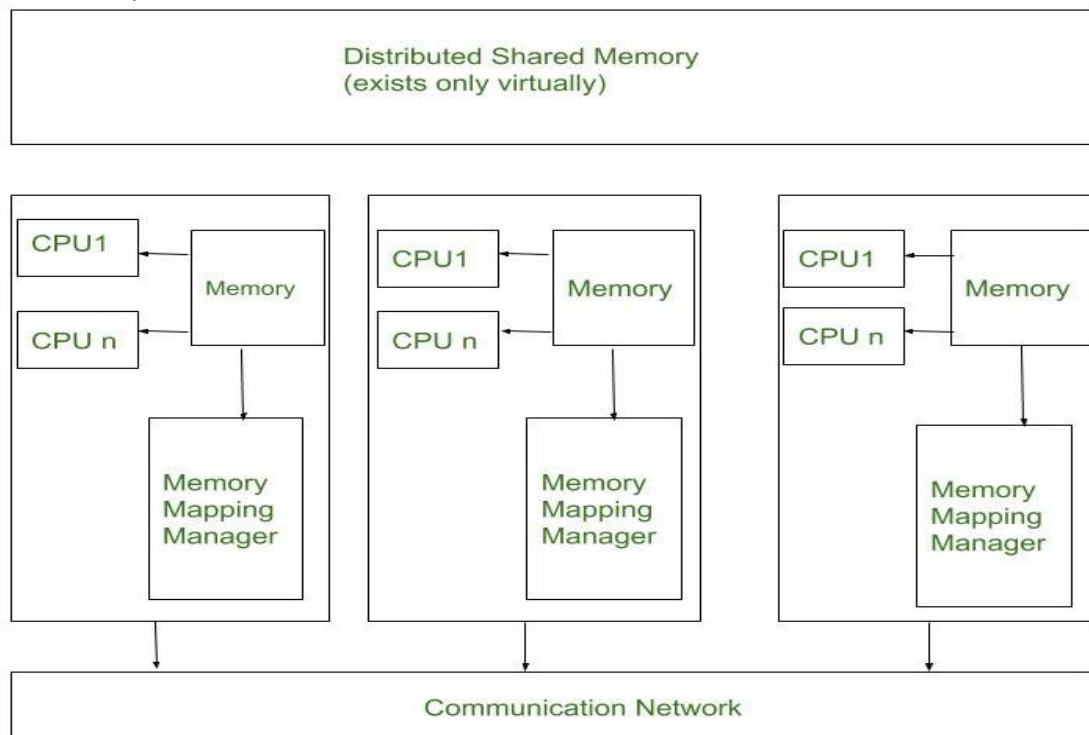 Distributed Shared Memory
(exists only virtually)
CPU1
Memory
CPU n
Memory
Mapping
Manager
CPU1
Memory
CPU n
Memory
Mapping
Manager
CPU1
Memory
CPU n
Memory
Mapping
Manager
Communication Network